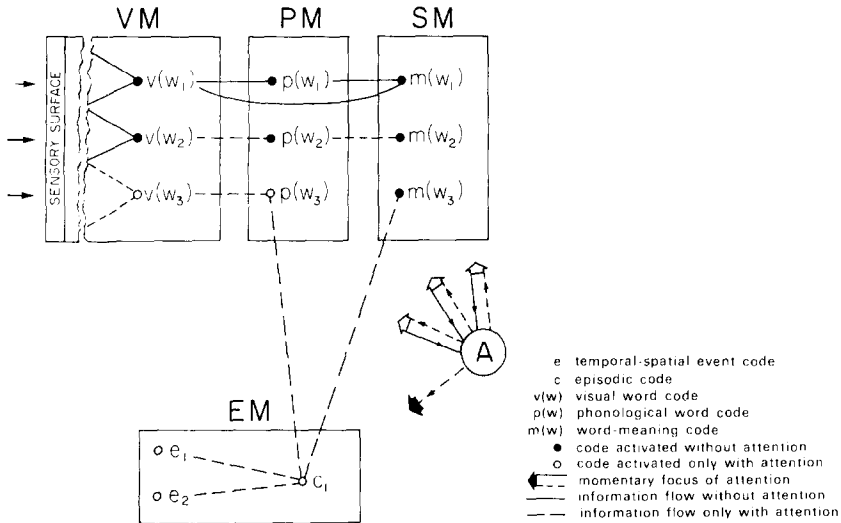 VM PM SM
SENSORY SURFACE
v(w₁) p(w₁) m(w₁)
v(w₂) p(w₂) m(w₂)
v(w₃) p(w₃) m(w₃)
A
EM
e₁
e₂
c₁
e temporal-spatial event code
c episodic code
v(w) visual word code
p(w) phonological word code
m(w) word-meaning code
● code activated without attention
○ code activated only with attention
momentary focus of attention
information flow without attention
information flow only with attention